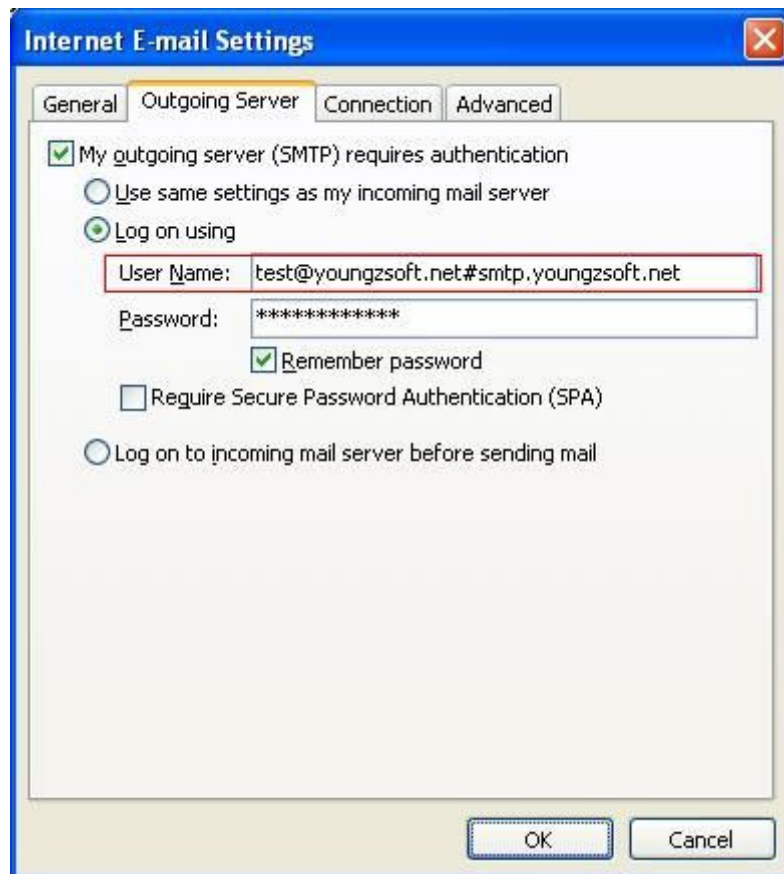 Internet E-mail Settings
General Outgoing Server Connection Advanced
My outgoing server (SMTP) requires authentication
Use same settings as my incoming mail server
Log on using
User Name: test@youngzsoft.net#smtp.youngzsoft.net
Password: ************
Remember password
Require Secure Password Authentication (SPA)
Log on to incoming mail server before sending mail
OK Cancel